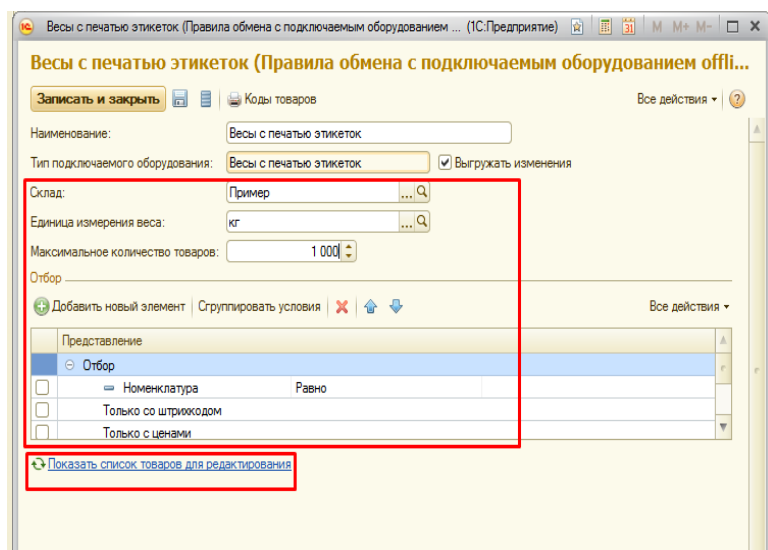 Весы с печатью этикеток (Правила обмена с подключаемым оборудованием ... (1С:Предприятие) 31 M M+ M-
Весы с печатью этикеток (Правила обмена с подключаемым оборудованием offli...
Записать и закрыть Коды товаров Все действия ?
Наименование: Весы с печатью этикеток
Тип подключаемого оборудования: Весы с печатью этикеток Выгружать изменения
Склад: Пример ...
Единица измерения веса: кг ...
Максимальное количество товаров: 1 000
Отбор
Добавить новый элемент Сгруппировать условия Все действия
Представление
Отбор
Номенклатура Равно
Только со штрихкодом
Только с ценами
Показать список товаров для редактирования